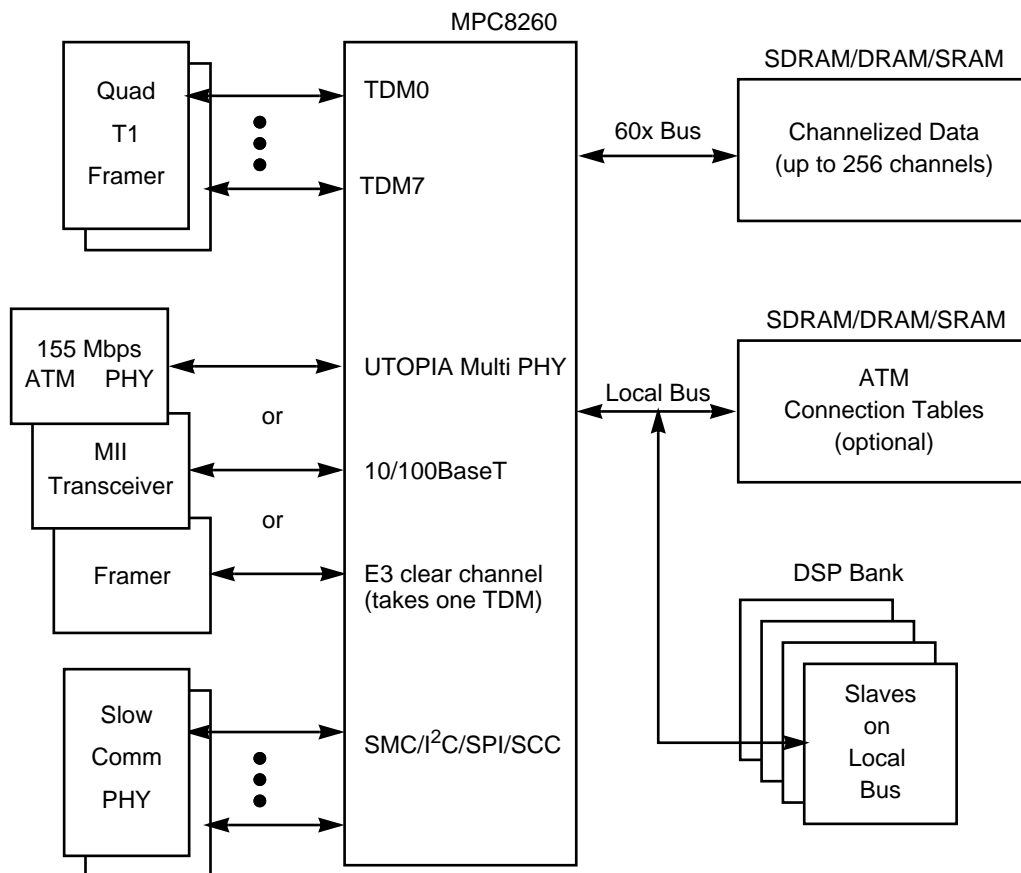 MPC8260
Quad
T1
Framer
TDM0
TDM7
SDRAM/DRAM/SRAM
60x Bus
Channelized Data
(up to 256 channels)
155 Mbps
ATM PHY
or
MII
Transceiver
or
Framer
UTOPIA Multi PHY
10/100BaseT
E3 clear channel
(takes one TDM)
SDRAM/DRAM/SRAM
Local Bus
ATM
Connection Tables
(optional)
DSP Bank
Slaves
on
Local
Bus
Slow
Comm
PHY
SMC/I²C/SPI/SCC